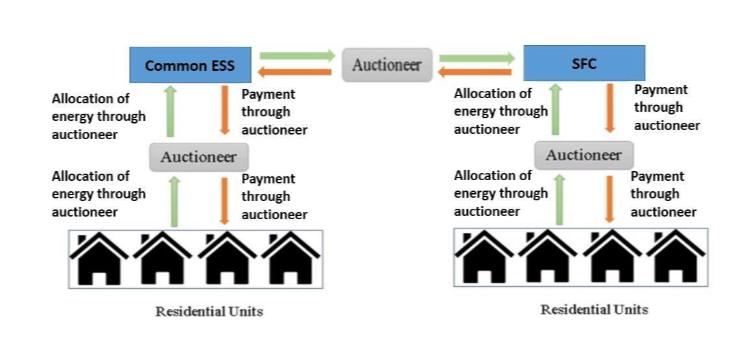 Common ESS
Auctioneer
SFC
Allocation of
energy through
auctioneer
Payment
through
auctioneer
Allocation of
energy through
auctioneer
Payment
through
auctioneer
Auctioneer
Auctioneer
Allocation of
energy through
auctioneer
Payment
through
auctioneer
Allocation of
energy through
auctioneer
Payment
through
auctioneer
Residential Units
Residential Units